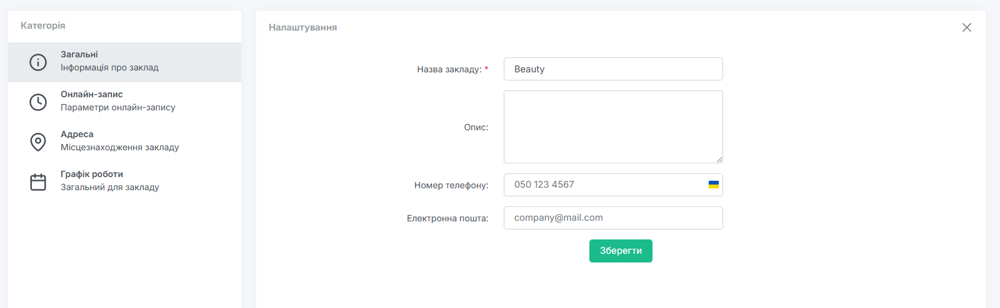 Категорія
Загальні
Інформація про заклад
Онлайн-запис
Параметри онлайн-запису
Адреса
Місцезнаходження закладу
Графік роботи
Загальний для закладу
Налаштування
Назва закладу: *
Beauty
Опис:
Номер телефону:
050 123 4567
Електронна пошта:
company@mail.com
Зберегти